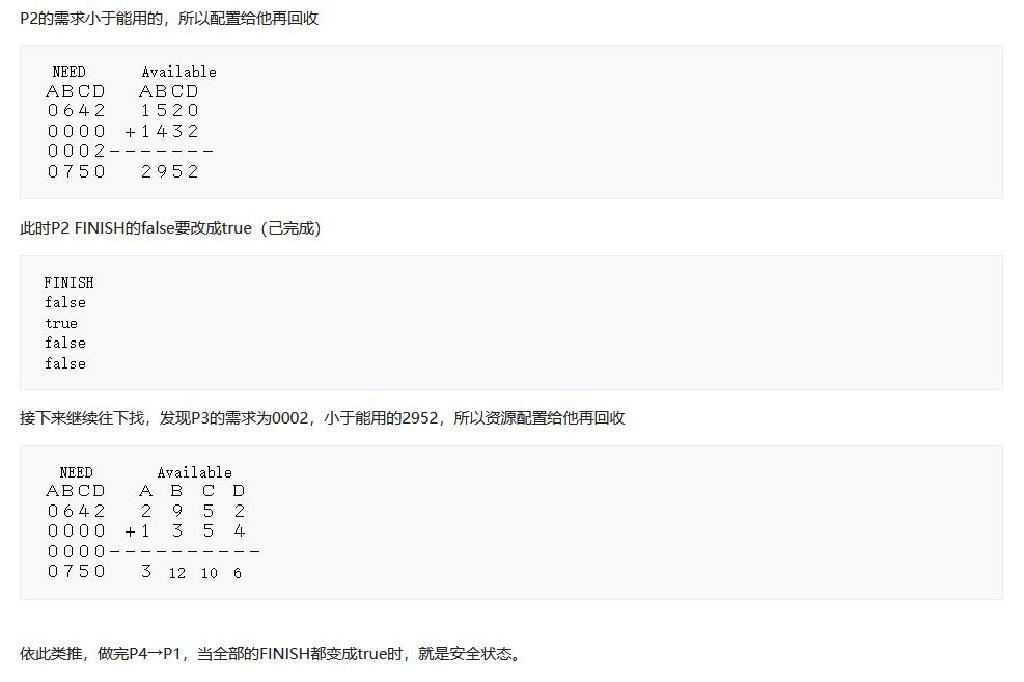 P2的需求小于能用的，所以配置给他再回收
NEED Available
ABCD ABCD
0642 1520
0000 +1432
0002-------
0750 2952
此时P2 FINISH的false要改成true（己完成）
FINISH
false
true
false
false
接下来继续往下找，发现P3的需求为0002，小于能用的2952，所以资源配置给他再回收
NEED Available
ABCD A B C D
0642 2 9 5 2
0000 +1 3 5 4
0000----------
0750 3 12 10 6
依此类推，做完P4→P1，当全部的FINISH都变成true时，就是安全状态。